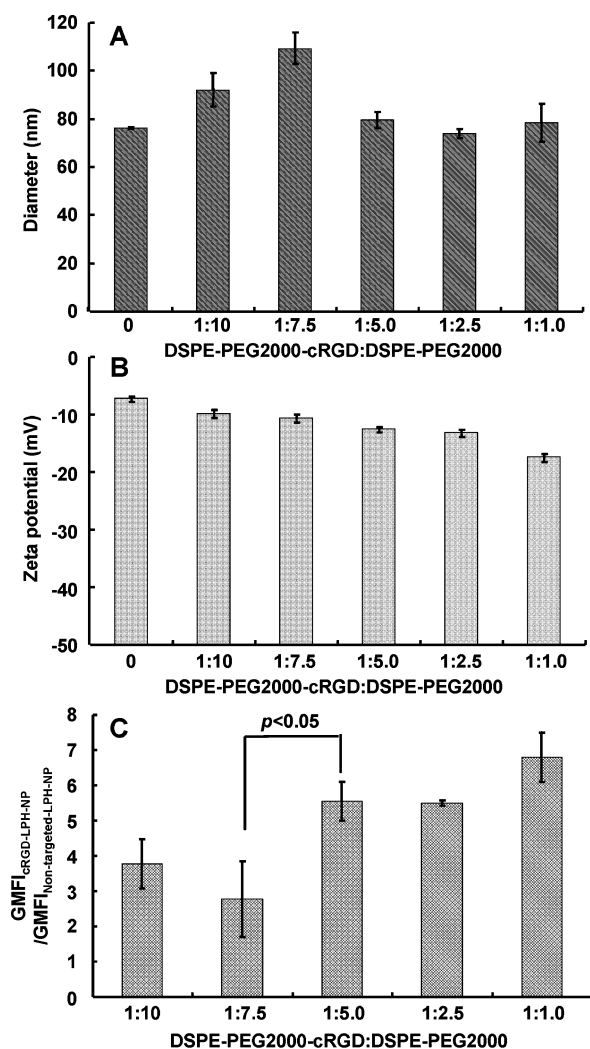 A
120
100
80
60
40
20
0
Diameter (nm)
0 1:10 1:7.5 1:5.0 1:2.5 1:1.0
DSPE-PEG2000-cRGD:DSPE-PEG2000
B
-0
-10
-20
-30
-40
-50
Zeta potential (mV)
0 1:10 1:7.5 1:5.0 1:2.5 1:1.0
DSPE-PEG2000-cRGD:DSPE-PEG2000
C
p<0.05
8
7
6
5
4
3
2
1
0
GMFIcRGD-LPH-NP
/GMFINon-targeted-LPH-NP
1:10 1:7.5 1:5.0 1:2.5 1:1.0
DSPE-PEG2000-cRGD:DSPE-PEG2000